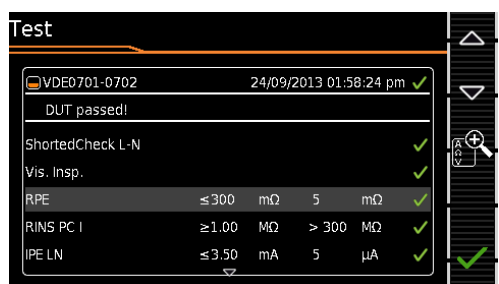 Test
VDE0701-0702 24/09/2013 01:58:24 pm
DUT passed!
ShortedCheck L-N
Vis. Insp.
RPE ≤300 mΩ 5 mΩ
RINS PC I ≥1.00 MΩ > 300 MΩ
IPE LN ≤3.50 mA 5 µA
A
Ω
V